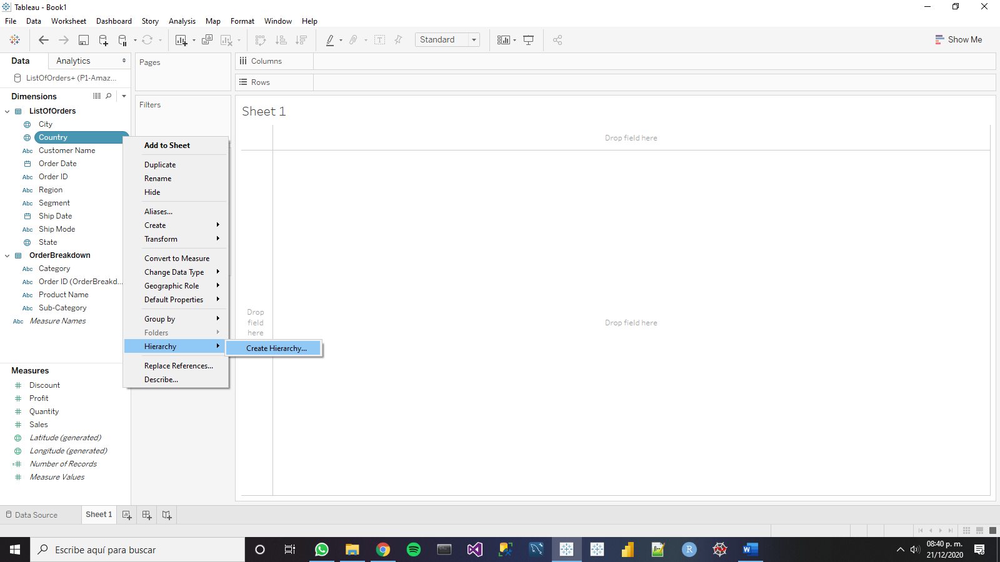 Tableau - Book1
File Data Worksheet Dashboard Story Analysis Map Format Window Help
Standard
Show Me
Data
Analytics
ListOfOrders+ (P1-Amaz...
Dimensions
ListOfOrders
City
Country
Abc Customer Name
Order Date
Abc Order ID
Abc Region
Abc Segment
Ship Date
Abc Ship Mode
State
OrderBreakdown
Abc Category
Abc Order ID (OrderBreakd...
Abc Product Name
Abc Sub-Category
Abc Measure Names
Measures
Discount
Profit
Quantity
Sales
Latitude (generated)
Longitude (generated)
Number of Records
Measure Values
Pages
Filters
Add to Sheet
Duplicate
Rename
Hide
Aliases...
Create
Transform
Convert to Measure
Change Data Type
Geographic Role
Default Properties
Group by
Folders
Hierarchy
Replace References...
Describe...
Create Hierarchy...
Columns
Rows
Sheet 1
Drop field here
Drop
field
here
Drop field here
Data Source
Sheet 1
Escribe aquí para buscar
R
W
08:40 p. m.
21/12/2020